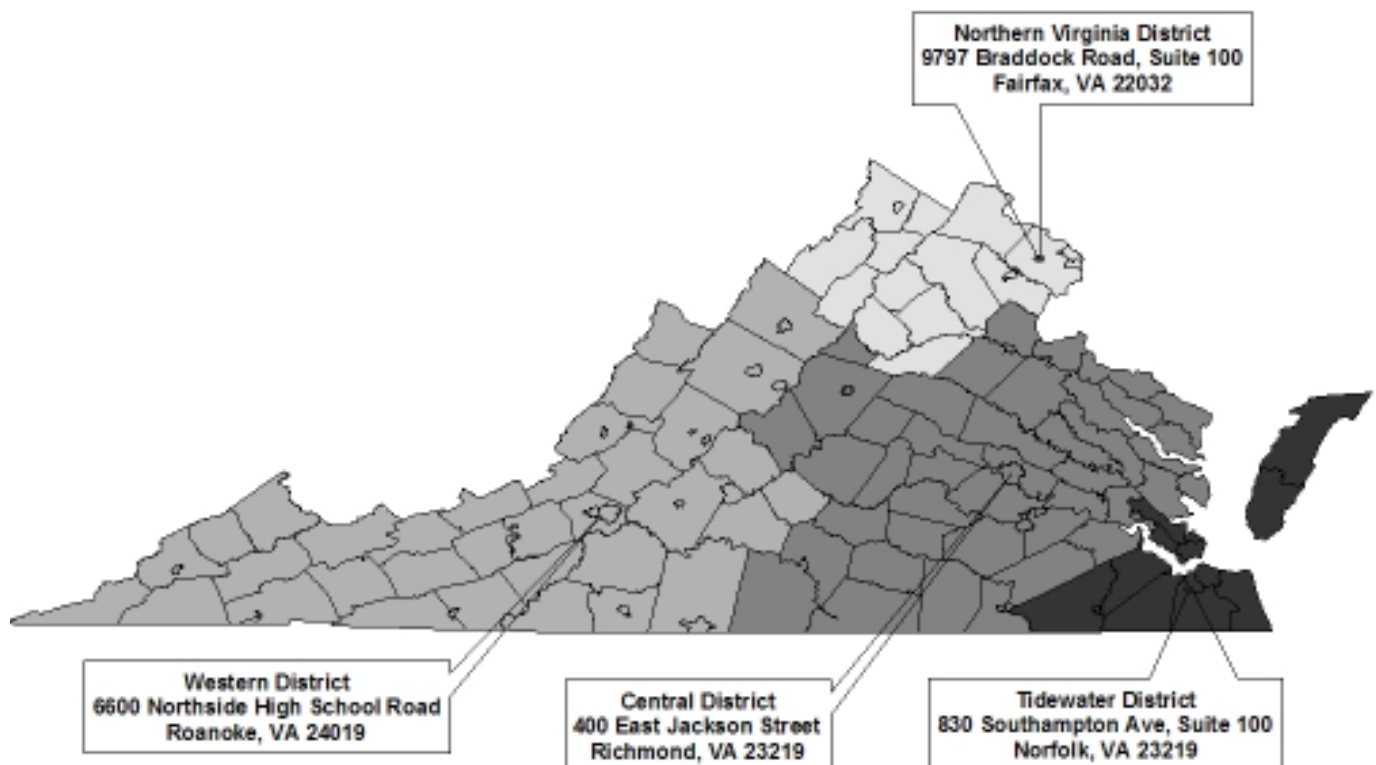 Northern Virginia District
9797 Braddock Road, Suite 100
Fairfax, VA 22032
Western District
6600 Northside High School Road
Roanoke, VA 24019
Central District
400 East Jackson Street
Richmond, VA 23219
Tidewater District
830 Southampton Ave, Suite 100
Norfolk, VA 23219